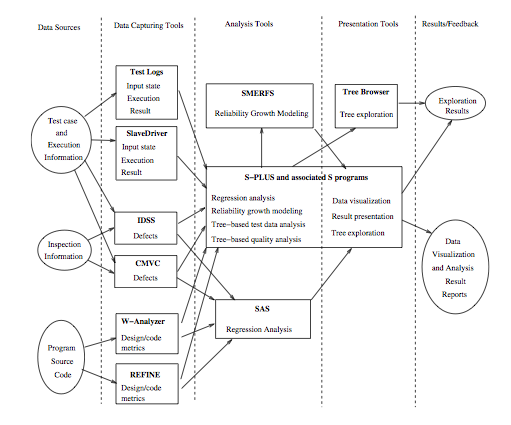 Data Sources
Data Capturing Tools
Analysis Tools
Presentation Tools
Results/Feedback
Test Logs
Input state
Execution
Result
SMERFS
Reliability Growth Modeling
Tree Browser
Tree exploration
Exploration
Results
Test case
and
Execution
Information
SlaveDriver
Input state
Execution
Result
S-PLUS and associated S programs
Regression analysis
Reliability growth modeling
Tree-based test data analysis
Tree-based quality analysis
Data visualization
Result presentation
Tree exploration
IDSS
Defects
Inspection
Information
CMVC
Defects
Data
Visualization
and Analysis
Result
Reports
SAS
Regression Analysis
W-Analyzer
Design/code
metrics
Program
Source
Code
REFINE
Design/code
metrics